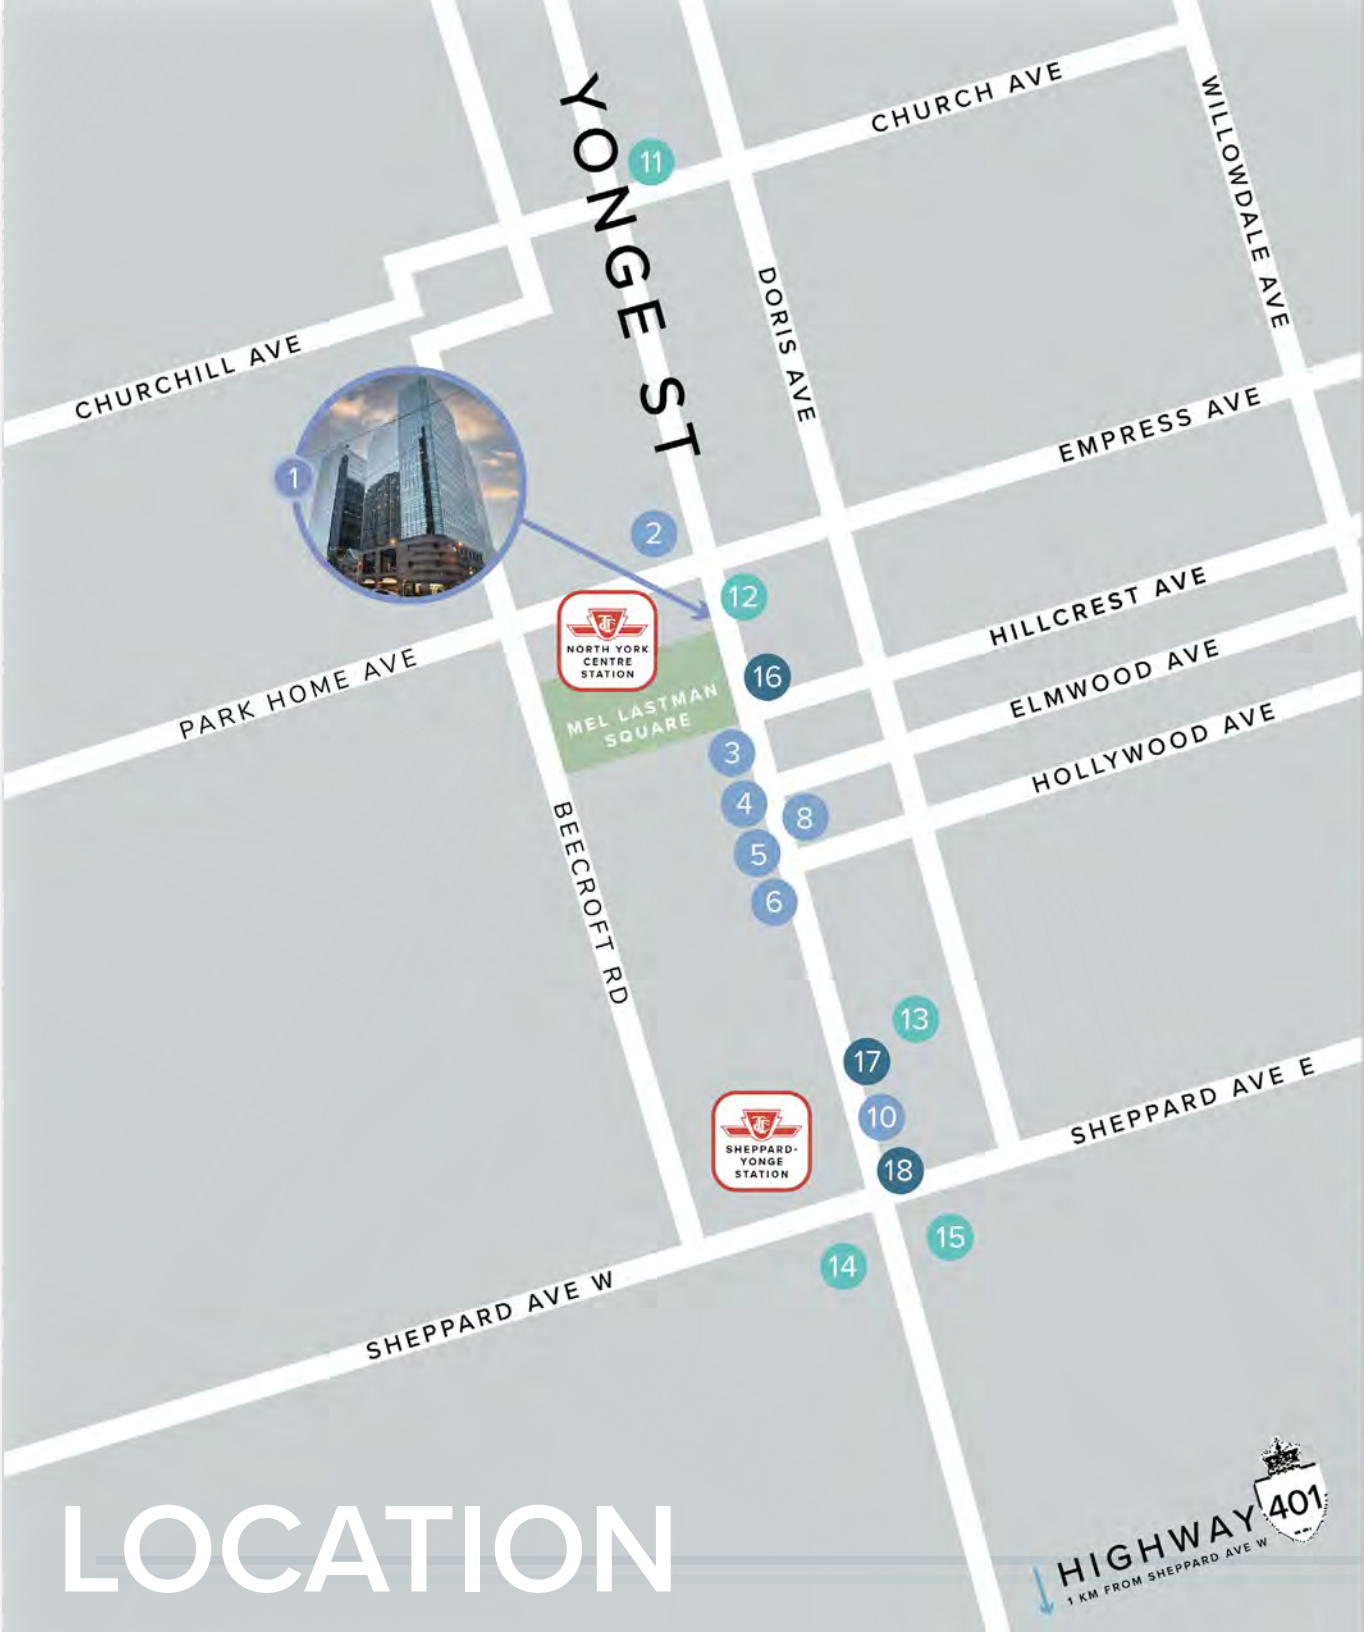 YONGE ST
CHURCH AVE
WILLOWDALE AVE
11
DORIS AVE
CHURCHILL AVE
EMPRESS AVE
1
2
12
NORTH YORK
CENTRE
STATION
HILLCREST AVE
PARK HOME AVE
16
ELMWOOD AVE
MEL LASTMAN
SQUARE
3
HOLLYWOOD AVE
4
8
5
6
BEECROFT RD
13
17
10
SHEPPARD-
YONGE
STATION
SHEPPARD AVE E
18
15
14
SHEPPARD AVE W
LOCATION
401
HIGHWAY
1 KM FROM SHEPPARD AVE W